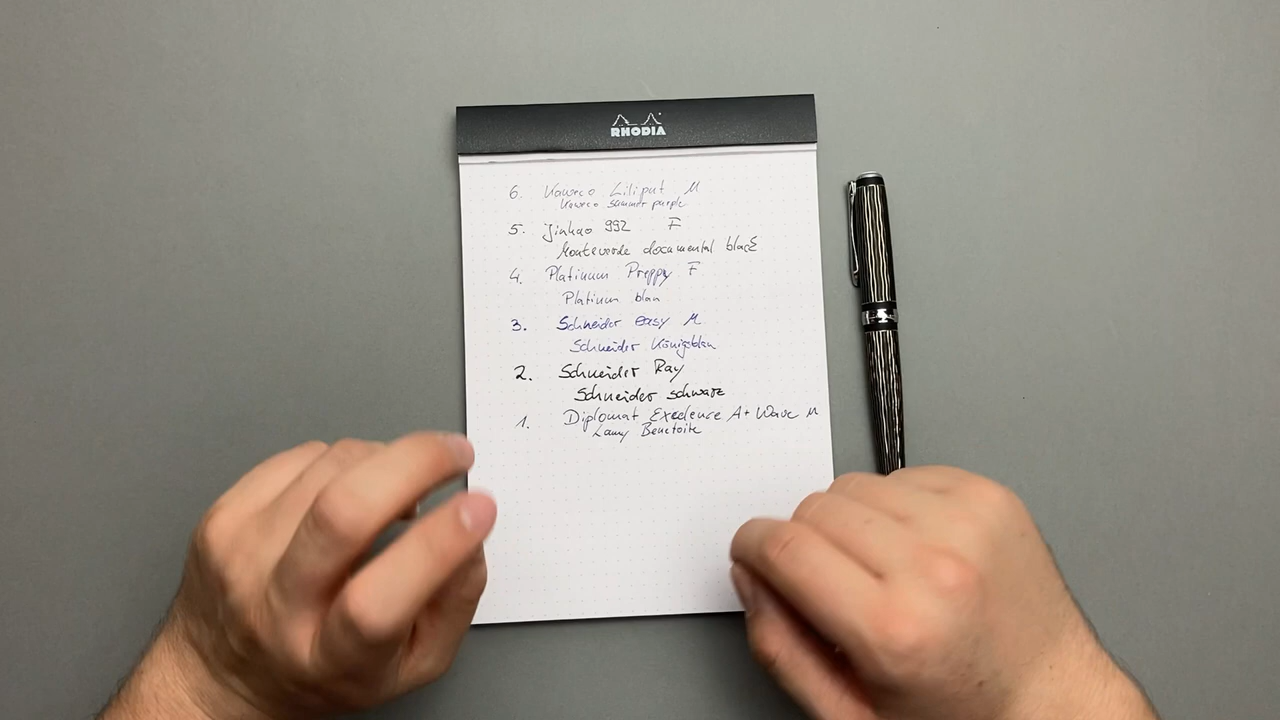 RHODIA
6. Kaweco Liliput M
Kaweco summer purple
5. Jinhao 992 F
Monteverde documental black
4. Platinum Preppy F
Platinum blau
3. Schneider easy M
Schneider Königsblau
2. Schneider Ray
Schneider schwarz
1. Diplomat Excelence A+ Wave M
Lamy Benitoite